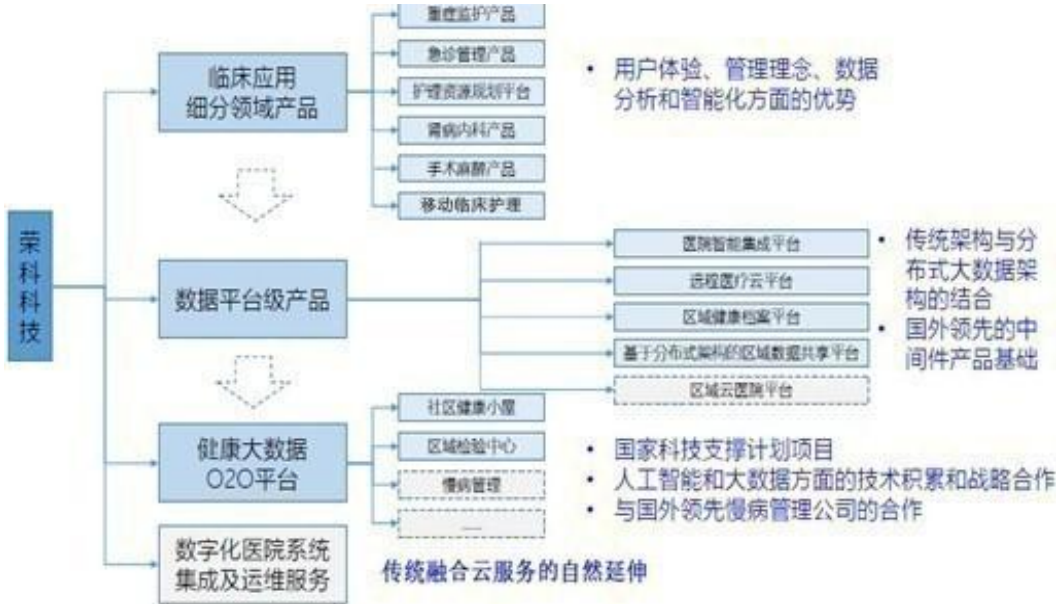 荣
科
科
技
临床应用
细分领域产品
重症监护产品
急诊管理产品
护理资源规划平台
肾病内科产品
手术麻醉产品
移动临床护理
• 用户体验、管理理念、数据
分析和智能化方面的优势
数据平台级产品
医院智能集成平台
远程医疗云平台
区域健康档案平台
基于分布式架构的区域数据共享平台
区域云医院平台
• 传统架构与分
布式大数据架
构的结合
• 国外领先的中
间件产品基础
健康大数据
O2O平台
社区健康小屋
区域检验中心
慢病管理
......
• 国家科技支撑计划项目
• 人工智能和大数据方面的技术积累和战略合作
• 与国外领先慢病管理公司的合作
数字化医院系统
集成及运维服务
传统融合云服务的自然延伸